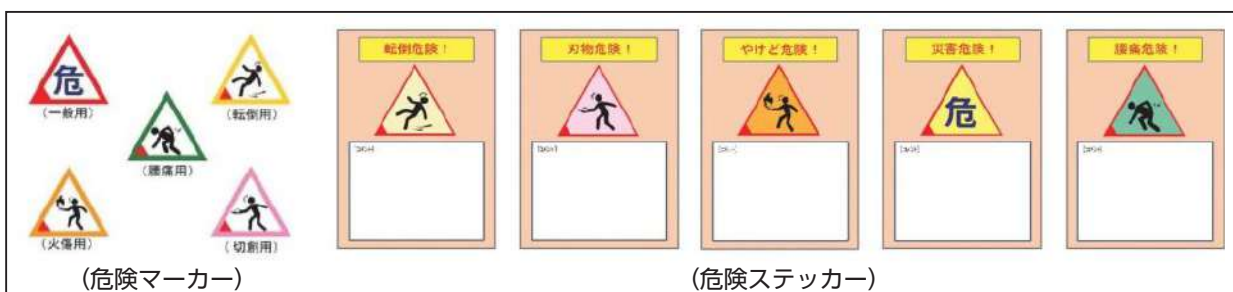 危
(一般用)
(転倒用)
(腰痛用)
(火傷用)
(切創用)
(危険マーカー)
転倒危険!
刃物危険!
やけど危険!
災害危険!
危
腰痛危険!
(危険ステッカー)